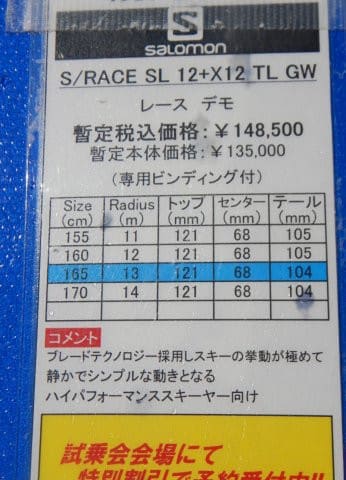 salomon
S/RACE SL 12+X12 TL GW
レース デモ
暫定税込価格:￥148,500
暫定本体価格:￥135,000
(専用ビンディング付)
Size (cm) Radius (m) トップ (mm) センター (mm) テール (mm)
155 11 121 68 105
160 12 121 68 105
165 13 121 68 104
170 14 121 68 104
コメント
ブレードテクノロジー採用しスキーの挙動が極めて
静かでシンプルな動きとなる
ハイパフォーマンススキーヤー向け
試乗会会場にて
特別割引で予約受付中!!